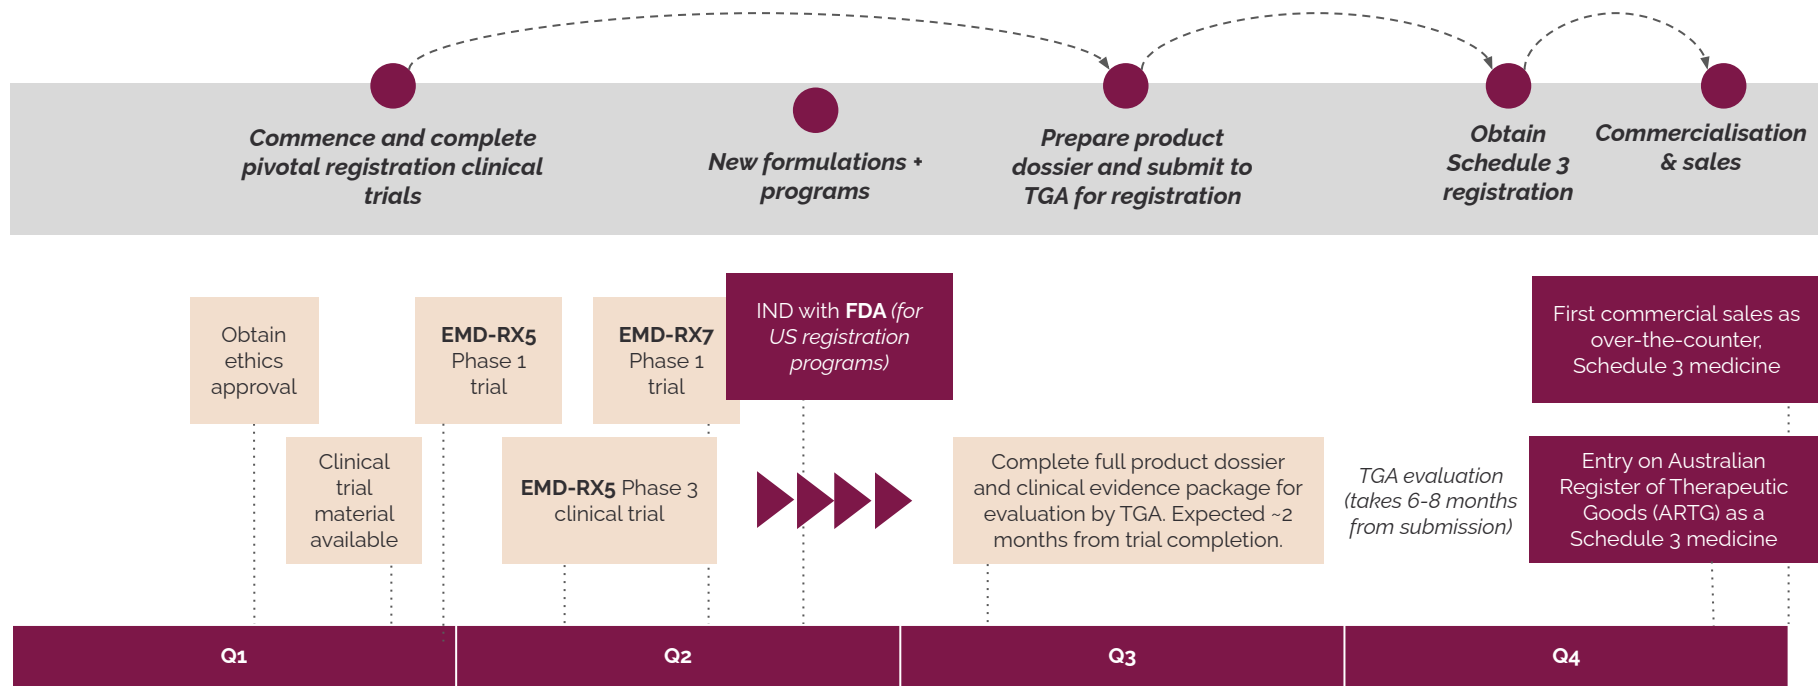 Commence and complete
pivotal registration clinical
trials
New formulations +
programs
Prepare product
dossier and submit to
TGA for registration
Obtain
Schedule 3
registration
Commercialisation
& sales
Obtain
ethics
approval
Clinical
trial
material
available
EMD-RX5
Phase 1
trial
EMD-RX5 Phase 3
clinical trial
EMD-RX7
Phase 1
trial
IND with FDA (for
US registration
programs)
Complete full product dossier
and clinical evidence package for
evaluation by TGA. Expected ~2
months from trial completion.
TGA evaluation
(takes 6-8 months
from submission)
First commercial sales as
over-the-counter,
Schedule 3 medicine
Entry on Australian
Register of Therapeutic
Goods (ARTG) as a
Schedule 3 medicine
Q1
Q2
Q3
Q4